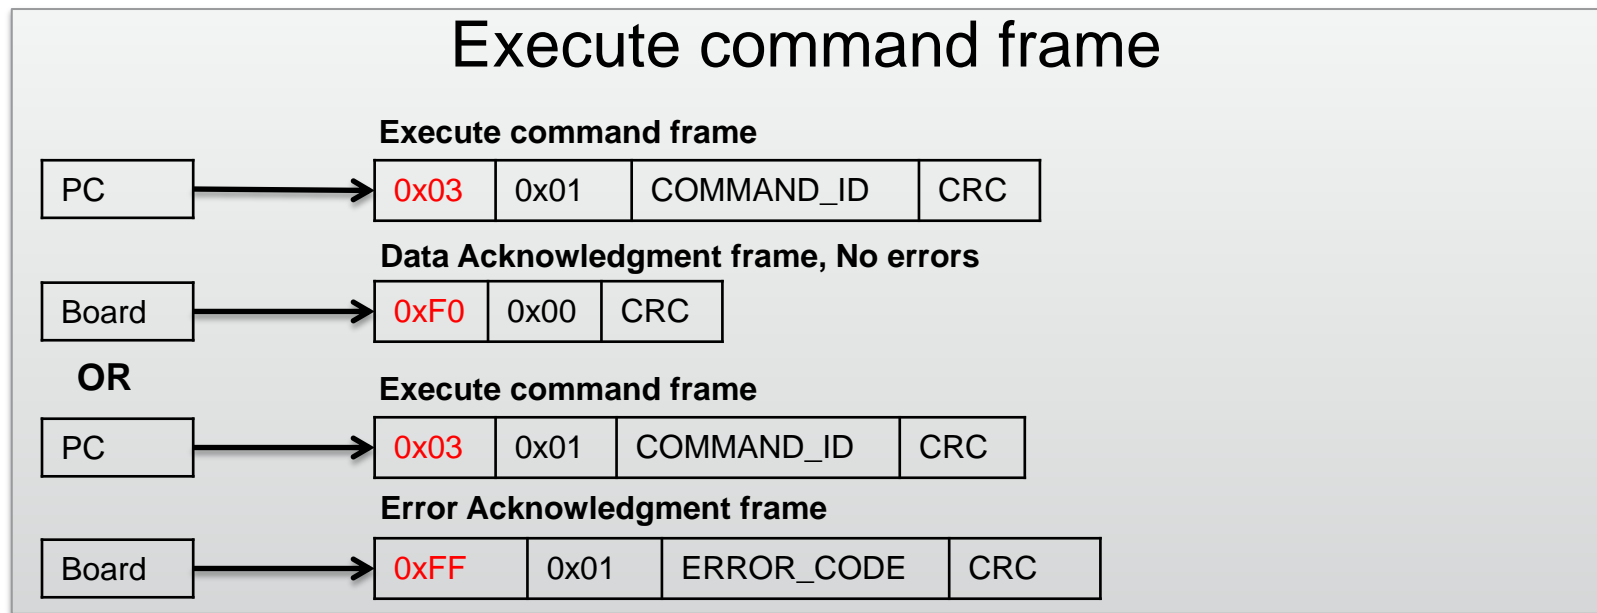 Execute command frame
Execute command frame
PC 0x03 0x01 COMMAND_ID CRC
Data Acknowledgment frame, No errors
Board 0xF0 0x00 CRC
OR
Execute command frame
PC 0x03 0x01 COMMAND_ID CRC
Error Acknowledgment frame
Board 0xFF 0x01 ERROR_CODE CRC